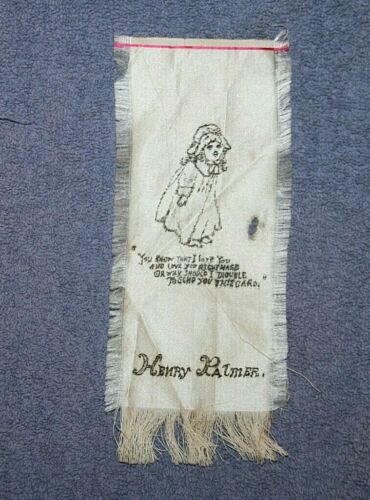 "You know that I love You
and love you right hard
or why should I trouble
to send you this card."
Henry Palmer.